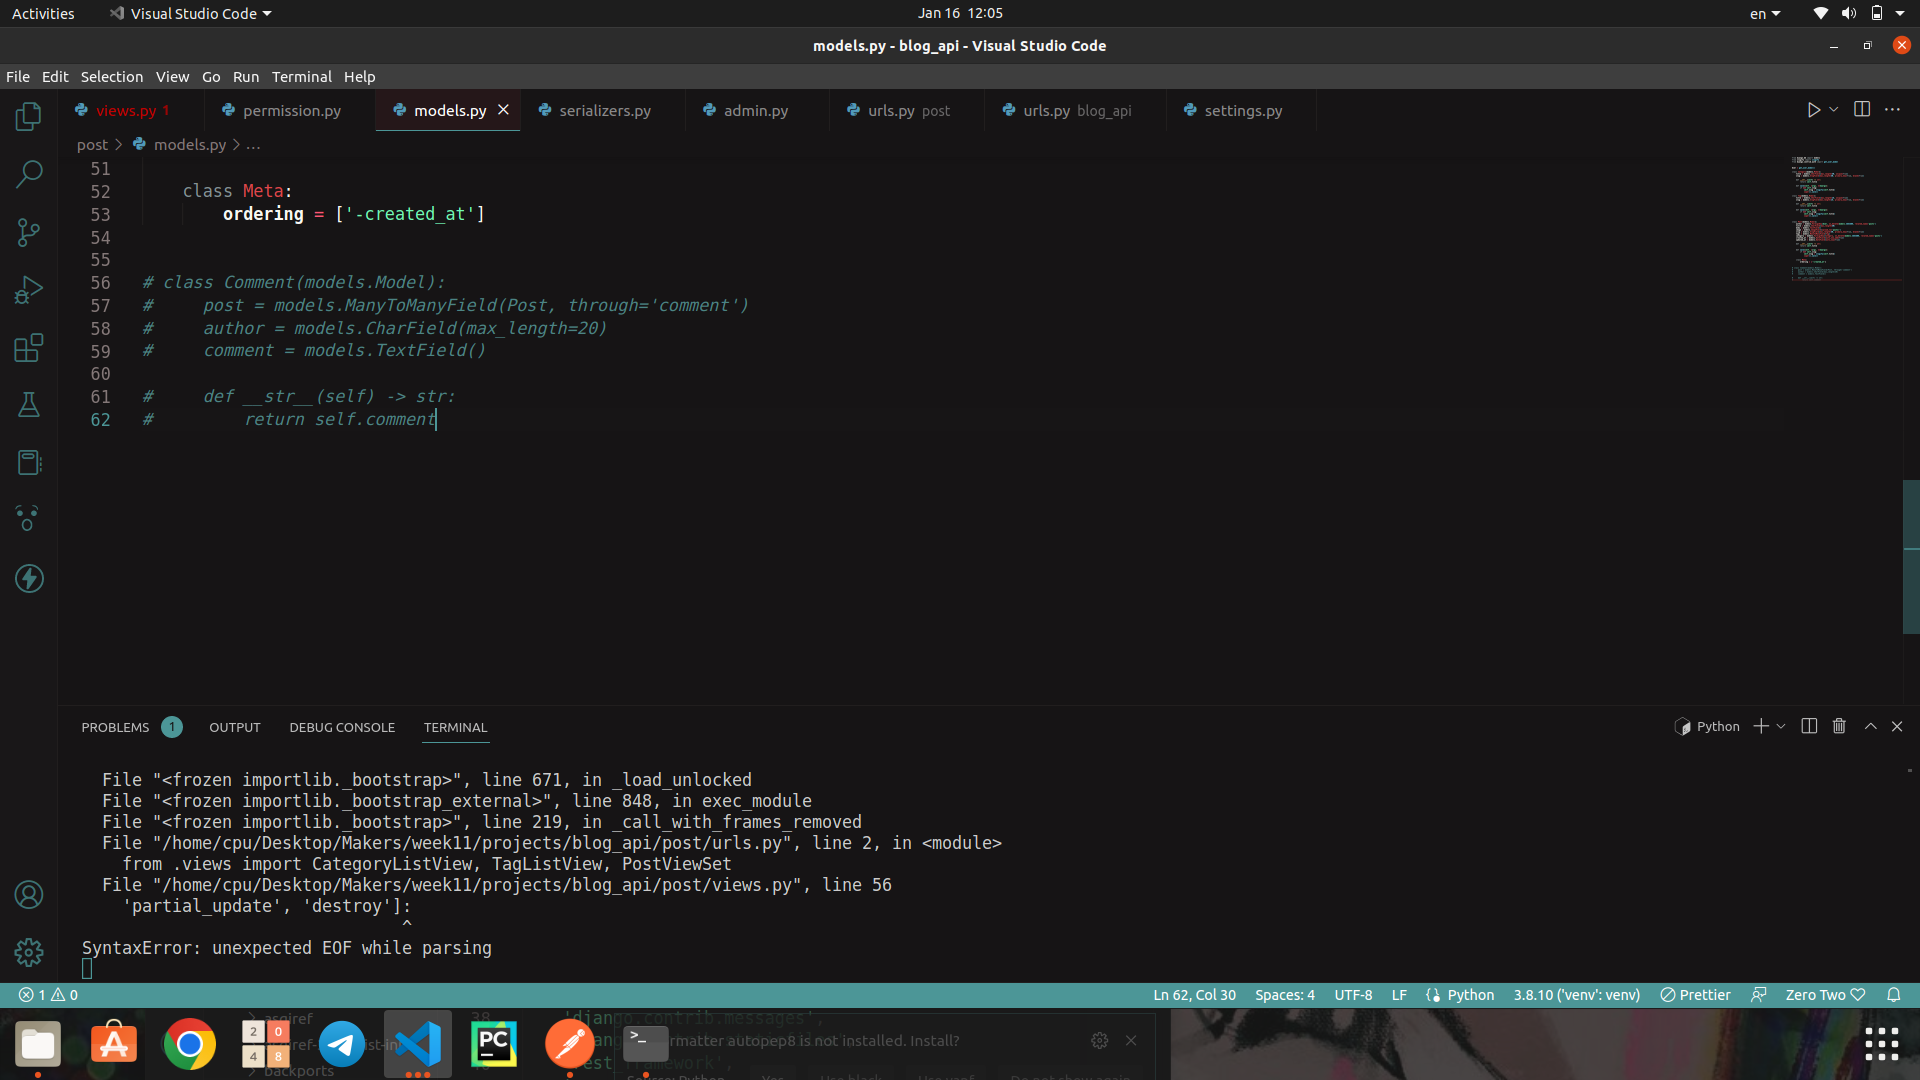 Activities Visual Studio Code Jan 16 12:05 en
models.py - blog_api - Visual Studio Code
File Edit Selection View Go Run Terminal Help
views.py 1 permission.py models.py serializers.py admin.py urls.py post urls.py blog_api settings.py
post > models.py > ...
51
52 class Meta:
53 ordering = ['-created_at']
54
55
56 # class Comment(models.Model):
57 # post = models.ManyToManyField(Post, through='comment')
58 # author = models.CharField(max_length=20)
59 # comment = models.TextField()
60
61 # def __str__(self) -> str:
62 # return self.comment
PROBLEMS 1 OUTPUT DEBUG CONSOLE TERMINAL Python
File "<frozen importlib._bootstrap>", line 671, in _load_unlocked
File "<frozen importlib._bootstrap_external>", line 848, in exec_module
File "<frozen importlib._bootstrap>", line 219, in _call_with_frames_removed
File "/home/cpu/Desktop/Makers/week11/projects/blog_api/post/urls.py", line 2, in <module>
from .views import CategoryListView, TagListView, PostViewSet
File "/home/cpu/Desktop/Makers/week11/projects/blog_api/post/views.py", line 56
'partial_update', 'destroy']:
^
SyntaxError: unexpected EOF while parsing
1 0 Ln 62, Col 30 Spaces: 4 UTF-8 LF Python 3.8.10 ('venv': venv) Prettier Zero Two
asgiref 38 'django.contrib.messages',
2 0 4 8 PC >_ autopep8 is not installed. Install?
backports